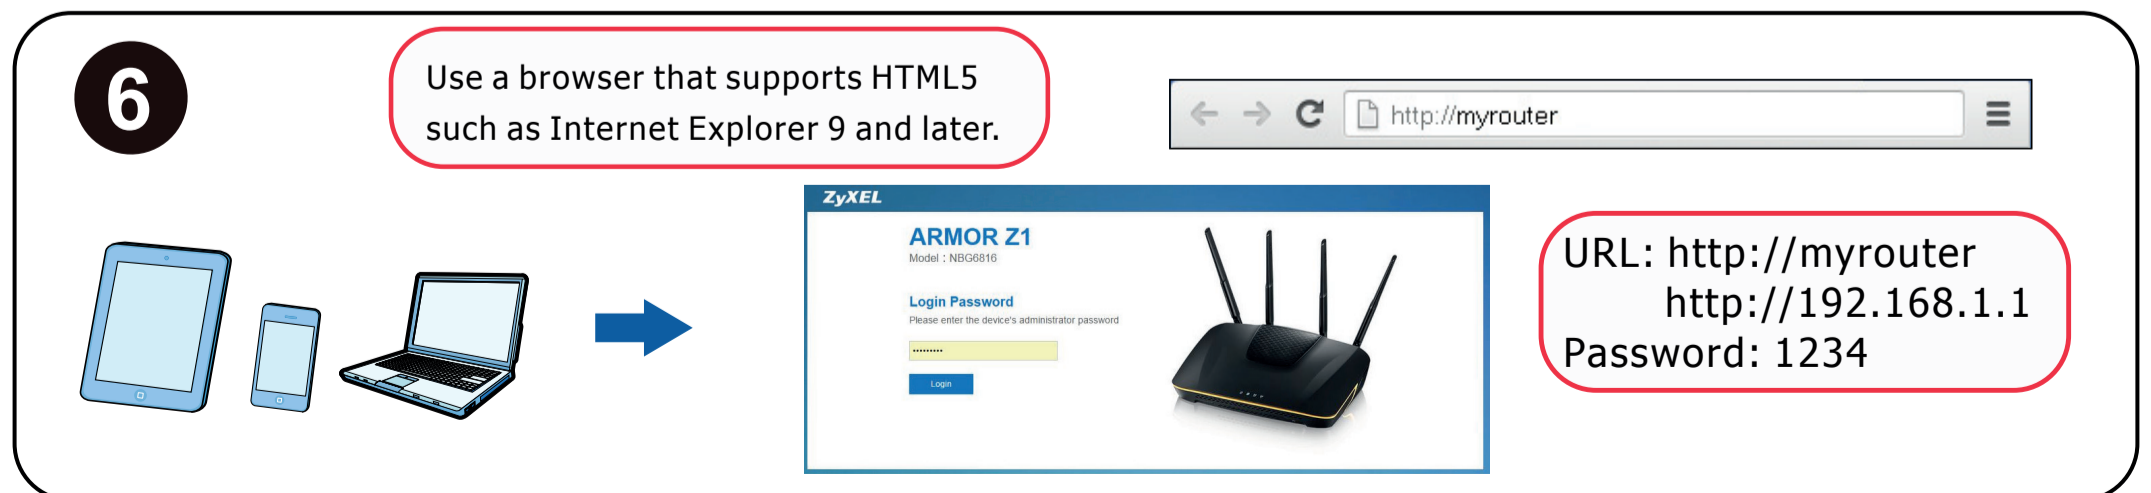 6
Use a browser that supports HTML5
such as Internet Explorer 9 and later.
http://myrouter
ZyXEL
ARMOR Z1
Model : NBG6816
Login Password
Please enter the device's administrator password
•••••••••
Login
URL: http://myrouter
http://192.168.1.1
Password: 1234